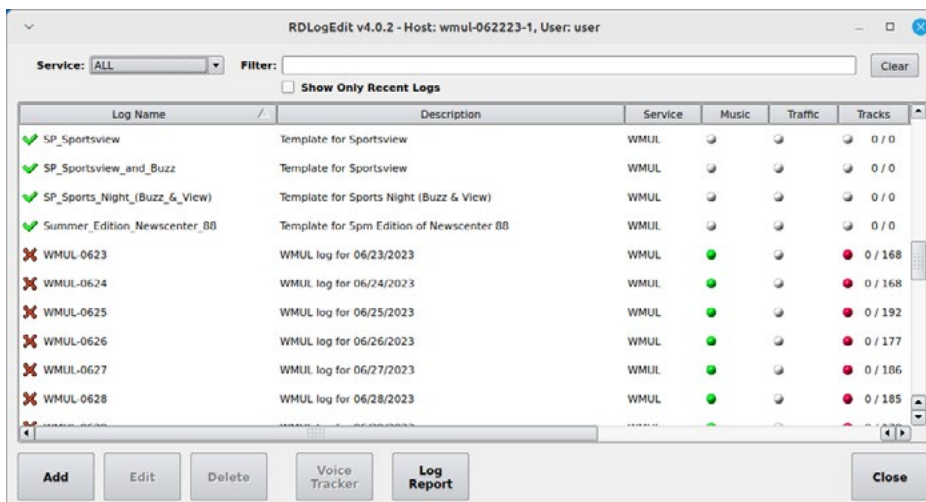 RDLogEdit v4.0.2 - Host: wmul-062223-1, User: user
Service: ALL Filter: Clear
Show Only Recent Logs
Log Name Description Service Music Traffic Tracks
SP_Sportsview Template for Sportsview WMUL 0 / 0
SP_Sportsview_and_Buzz Template for Sportsview WMUL 0 / 0
SP_Sports_Night_(Buzz_&_View) Template for Sports Night (Buzz & View) WMUL 0 / 0
Summer_Edition_Newscenter_88 Template for 5pm Edition of Newscenter 88 WMUL 0 / 0
WMUL-0623 WMUL log for 06/23/2023 WMUL 0 / 168
WMUL-0624 WMUL log for 06/24/2023 WMUL 0 / 168
WMUL-0625 WMUL log for 06/25/2023 WMUL 0 / 192
WMUL-0626 WMUL log for 06/26/2023 WMUL 0 / 177
WMUL-0627 WMUL log for 06/27/2023 WMUL 0 / 186
WMUL-0628 WMUL log for 06/28/2023 WMUL 0 / 185
Add Edit Delete Voice Tracker Log Report Close